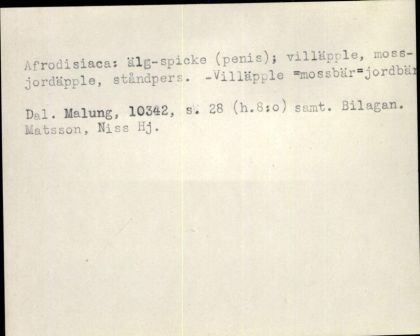 Afrodisiaca: älg-spicke (penis); villäpple, moss-
jordäpple, ståndpers. -Villäpple =mossbär=jordbär
Dal. Malung, 10342, s. 28 (h.8:o) samt. Bilagan.
Matsson, Niss Hj.